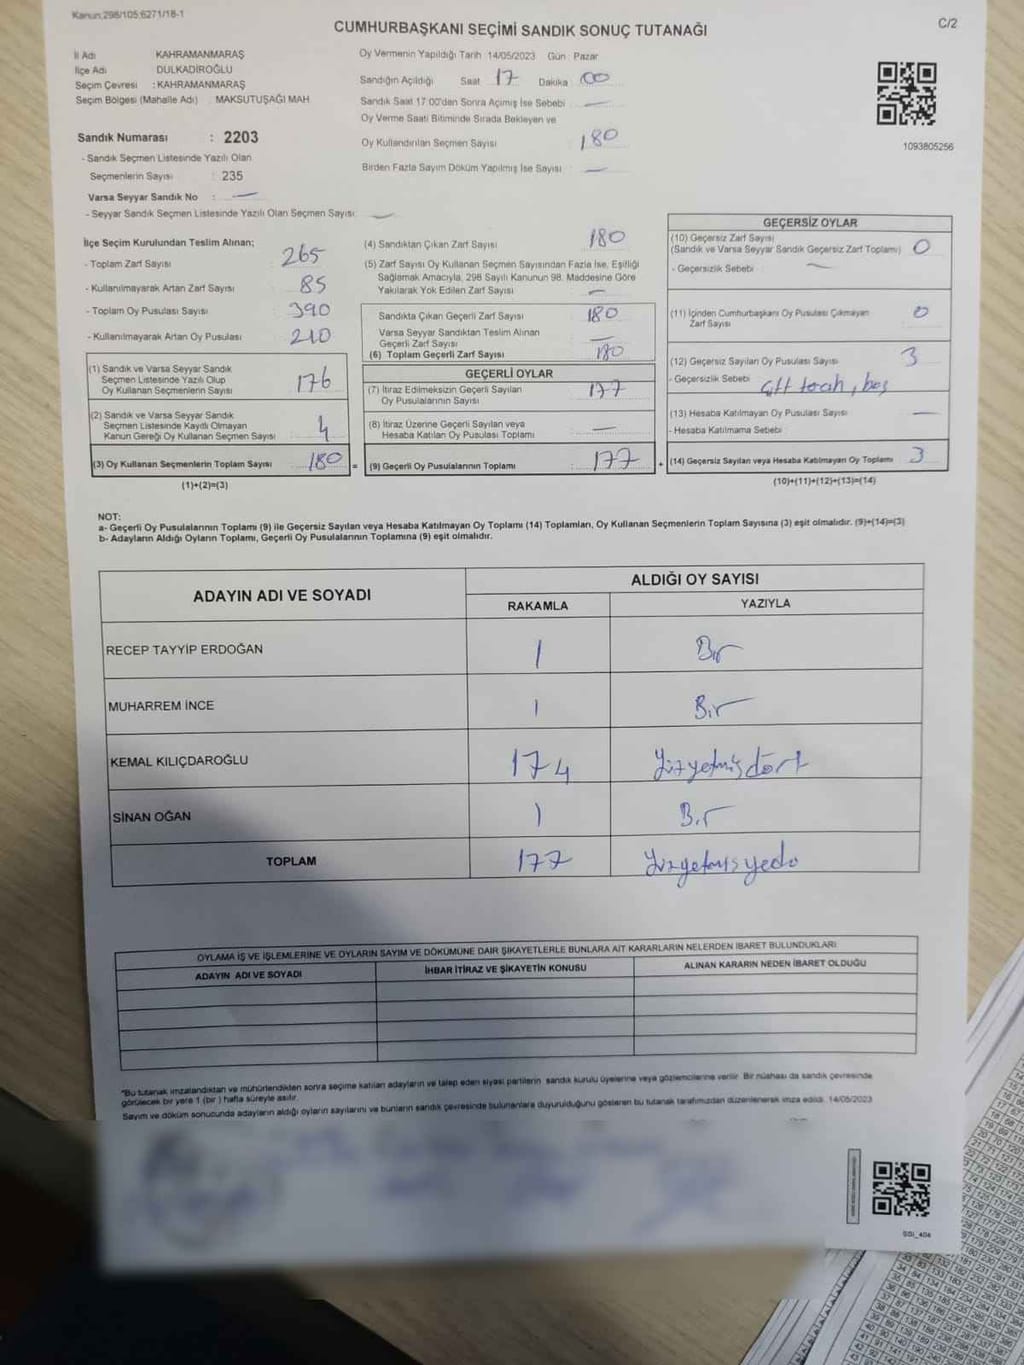 Kanun;298/105;6271/18-1
C/2
CUMHURBAŞKANI SEÇİMİ SANDIK SONUÇ TUTANAĞI
İl Adı KAHRAMANMARAŞ
İlçe Adı DULKADİROĞLU
Seçim Çevresi : KAHRAMANMARAŞ
Seçim Bölgesi (Mahalle Adı) : MAKSUTUŞAĞI MAH
Sandık Numarası : 2203
- Sandık Seçmen Listesinde Yazılı Olan
Seçmenlerin Sayısı : 235
Varsa Seyyar Sandık No : —
- Seyyar Sandık Seçmen Listesinde Yazılı Olan Seçmen Sayısı: —
Oy Vermenin Yapıldığı Tarih :14/05/2023 Gün : Pazar
Sandığın Açıldığı Saat 17 Dakika : 00
Sandık Saat 17:00'dan Sonra Açımış İse Sebebi —
Oy Verme Saati Bitiminde Sırada Bekleyen ve
Oy Kullandırılan Seçmen Sayısı 180
Birden Fazla Sayım Döküm Yapılmış İse Sayısı —
1093805256
İlçe Seçim Kurulundan Teslim Alınan;
- Toplam Zarf Sayısı 265
- Kullanılmayarak Artan Zarf Sayısı 85
- Toplam Oy Pusulası Sayısı 390
- Kullanılmayarak Artan Oy Pusulası 210
(1) Sandık ve Varsa Seyyar Sandık
Seçmen Listesinde Yazılı Olup
Oy Kullanan Seçmenlerin Sayısı 176
(2) Sandık ve Varsa Seyyar Sandık
Seçmen Listesinde Kayıtlı Olmayan
Kanun Gereği Oy Kullanan Seçmen Sayısı 4
(3) Oy Kullanan Seçmenlerin Toplam Sayısı : 180
(1)+(2)=(3)
(4) Sandıktan Çıkan Zarf Sayısı 180
(5) Zarf Sayısı Oy Kullanan Seçmen Sayısından Fazla İse, Eşitliği
Sağlamak Amacıyla, 298 Sayılı Kanunun 98. Maddesine Göre
Yakılarak Yok Edilen Zarf Sayısı —
Sandıkta Çıkan Geçerli Zarf Sayısı 180
Varsa Seyyar Sandıktan Teslim Alınan
Geçerli Zarf Sayısı —
(6) Toplam Geçerli Zarf Sayısı 180
GEÇERLİ OYLAR
(7) İtiraz Edilmeksizin Geçerli Sayılan
Oy Pusulalarının Sayısı 177
(8) İtiraz Üzerine Geçerli Sayılan veya
Hesaba Katılan Oy Pusulası Toplamı —
= (9) Geçerli Oy Pusulalarının Toplamı : 177 +
GEÇERSİZ OYLAR
(10) Geçersiz Zarf Sayısı
(Sandık ve Varsa Seyyar Sandık Geçersiz Zarf Toplamı) 0
- Geçersizlik Sebebi —
(11) İçinden Cumhurbaşkanı Oy Pusulası Çıkmayan
Zarf Sayısı 0
(12) Geçersiz Sayılan Oy Pusulası Sayısı 3
- Geçersizlik Sebebi çift tercih, boş
(13) Hesaba Katılmayan Oy Pusulası Sayısı —
- Hesaba Katılmama Sebebi
(14) Geçersiz Sayılan veya Hesaba Katılmayan Oy Toplamı 3
(10)+(11)+(12)+(13)=(14)
NOT:
a- Geçerli Oy Pusulalarının Toplamı (9) ile Geçersiz Sayılan veya Hesaba Katılmayan Oy Toplamı (14) Toplamları, Oy Kullanan Seçmenlerin Toplam Sayısına (3) eşit olmalıdır. (9)+(14)=(3)
b- Adayların Aldığı Oyların Toplamı, Geçerli Oy Pusulalarının Toplamına (9) eşit olmalıdır.
ADAYIN ADI VE SOYADI ALDIĞI OY SAYISI
RAKAMLA YAZIYLA
RECEP TAYYİP ERDOĞAN 1 Bir
MUHARREM İNCE 1 Bir
KEMAL KILIÇDAROĞLU 174 Yüzyetmişdört
SİNAN OĞAN 1 Bir
TOPLAM 177 Yüzyetmişyedi
OYLAMA İŞ VE İŞLEMLERİNE VE OYLARIN SAYIM VE DÖKÜMÜNE DAİR ŞİKAYETLERLE BUNLARA AİT KARARLARIN NELERDEN İBARET BULUNDUKLARI
ADAYIN ADI VE SOYADI İHBAR İTİRAZ VE ŞİKAYETİN KONUSU ALINAN KARARIN NEDEN İBARET OLDUĞU
"Bu tutanak imzalandıktan ve mühürlendikten sonra seçime katılan adayların ve talep eden siyasi partilerin sandık kurulu üyelerine veya gözlemcilerine verilir. Bir nüshası da sandık çevresinde
görülecek bir yere 1 (bir ) hafta süreyle asılır.
Sayım ve döküm sonucunda adayların aldığı oyların sayılarını ve bunların sandık çevresinde bulunanlara duyurulduğunu gösteren bu tutanak tarafımızdan düzenlenerek imza edildi. 14/05/2023